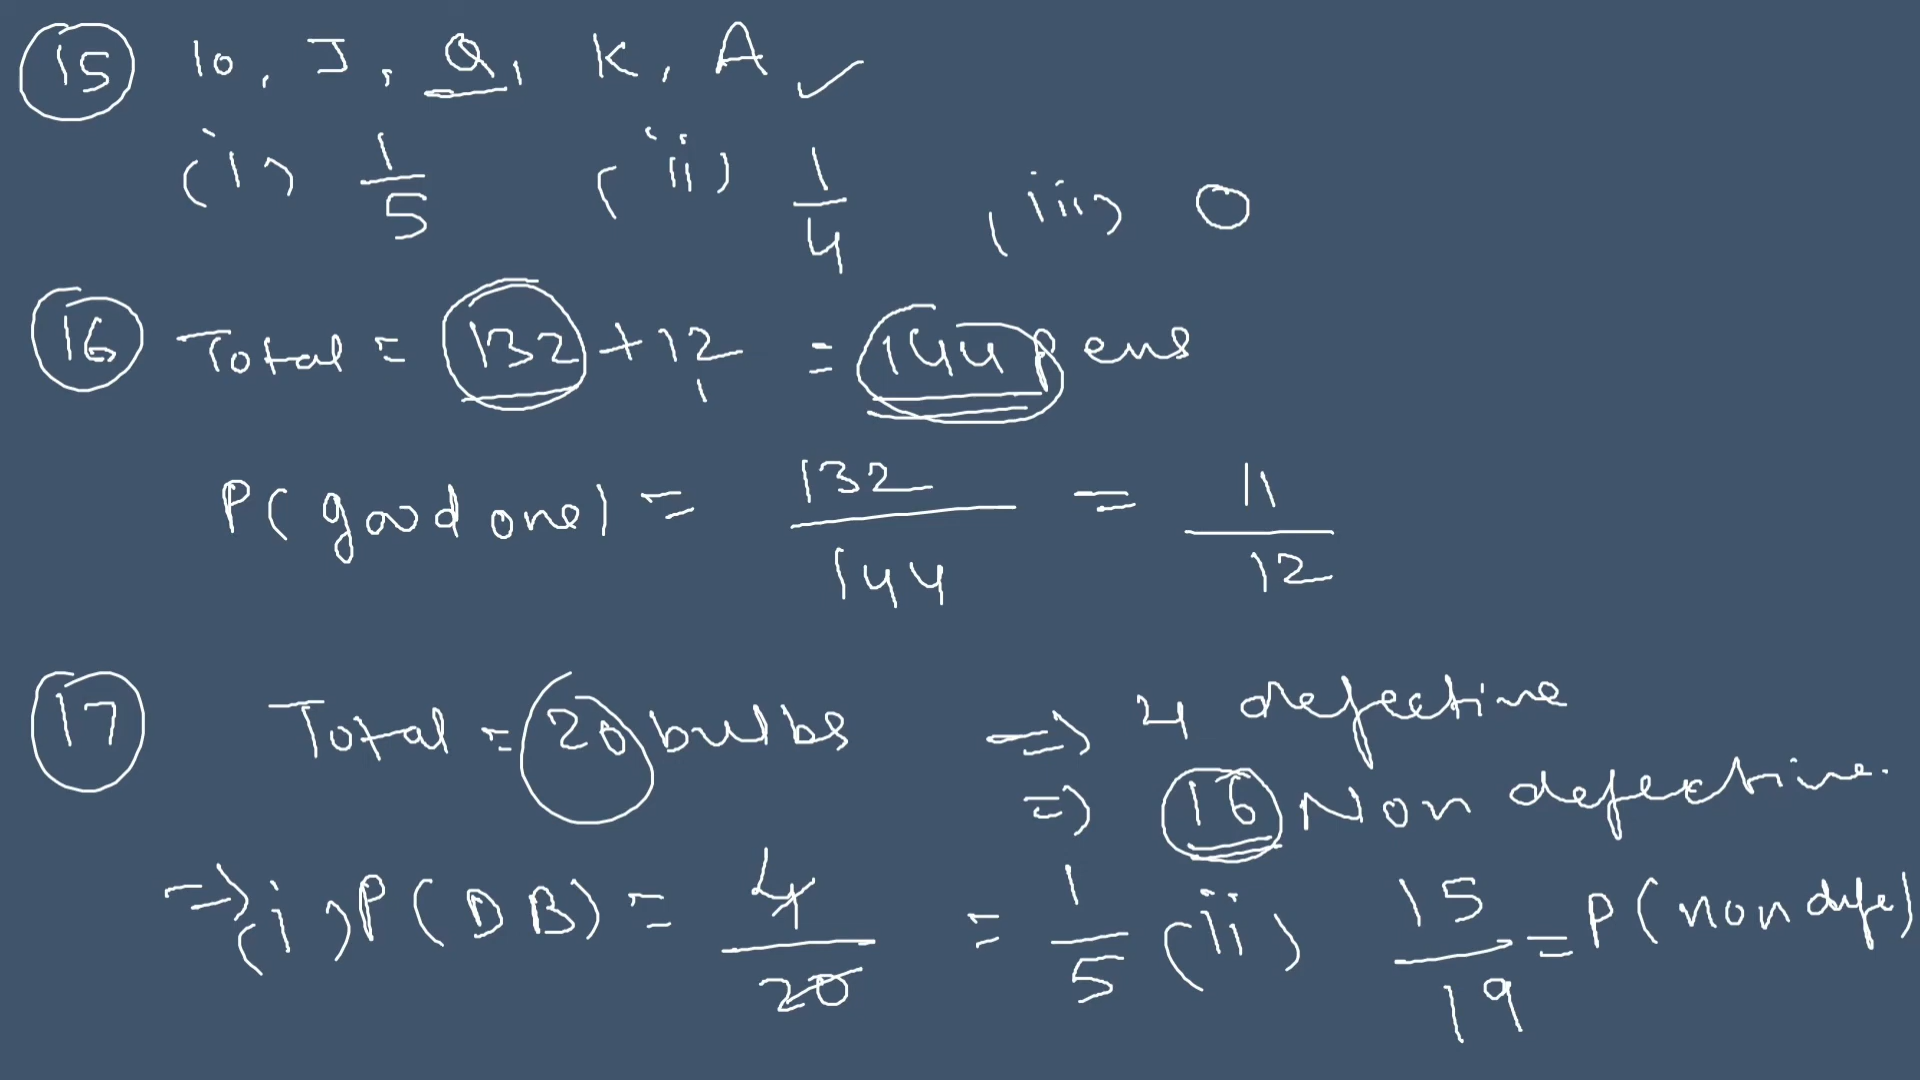 15 10, J, Q, K, A ✓
(i) 1/5 (ii) 1/4 (iii) 0
16 Total = 132 + 12 = 144 pens
P(good one) = 132/144 = 11/12
17 Total = 20 bulbs => 4 defective
=> 16 Non defective.
=> (i) P(DB) = 4/20 = 1/5 (ii) 15/19 = P(non defe)